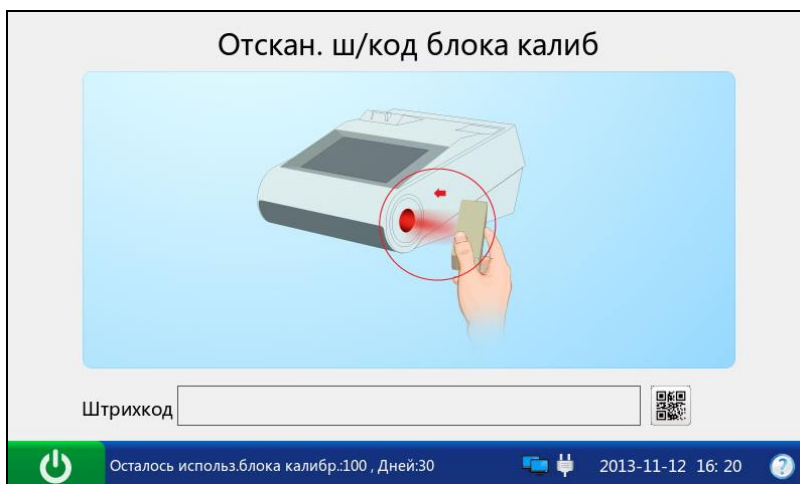 Отскан. ш/код блока калиб
Штрихкод
Осталось использ.блока калибр.:100 , Дней:30
2013-11-12 16: 20
?